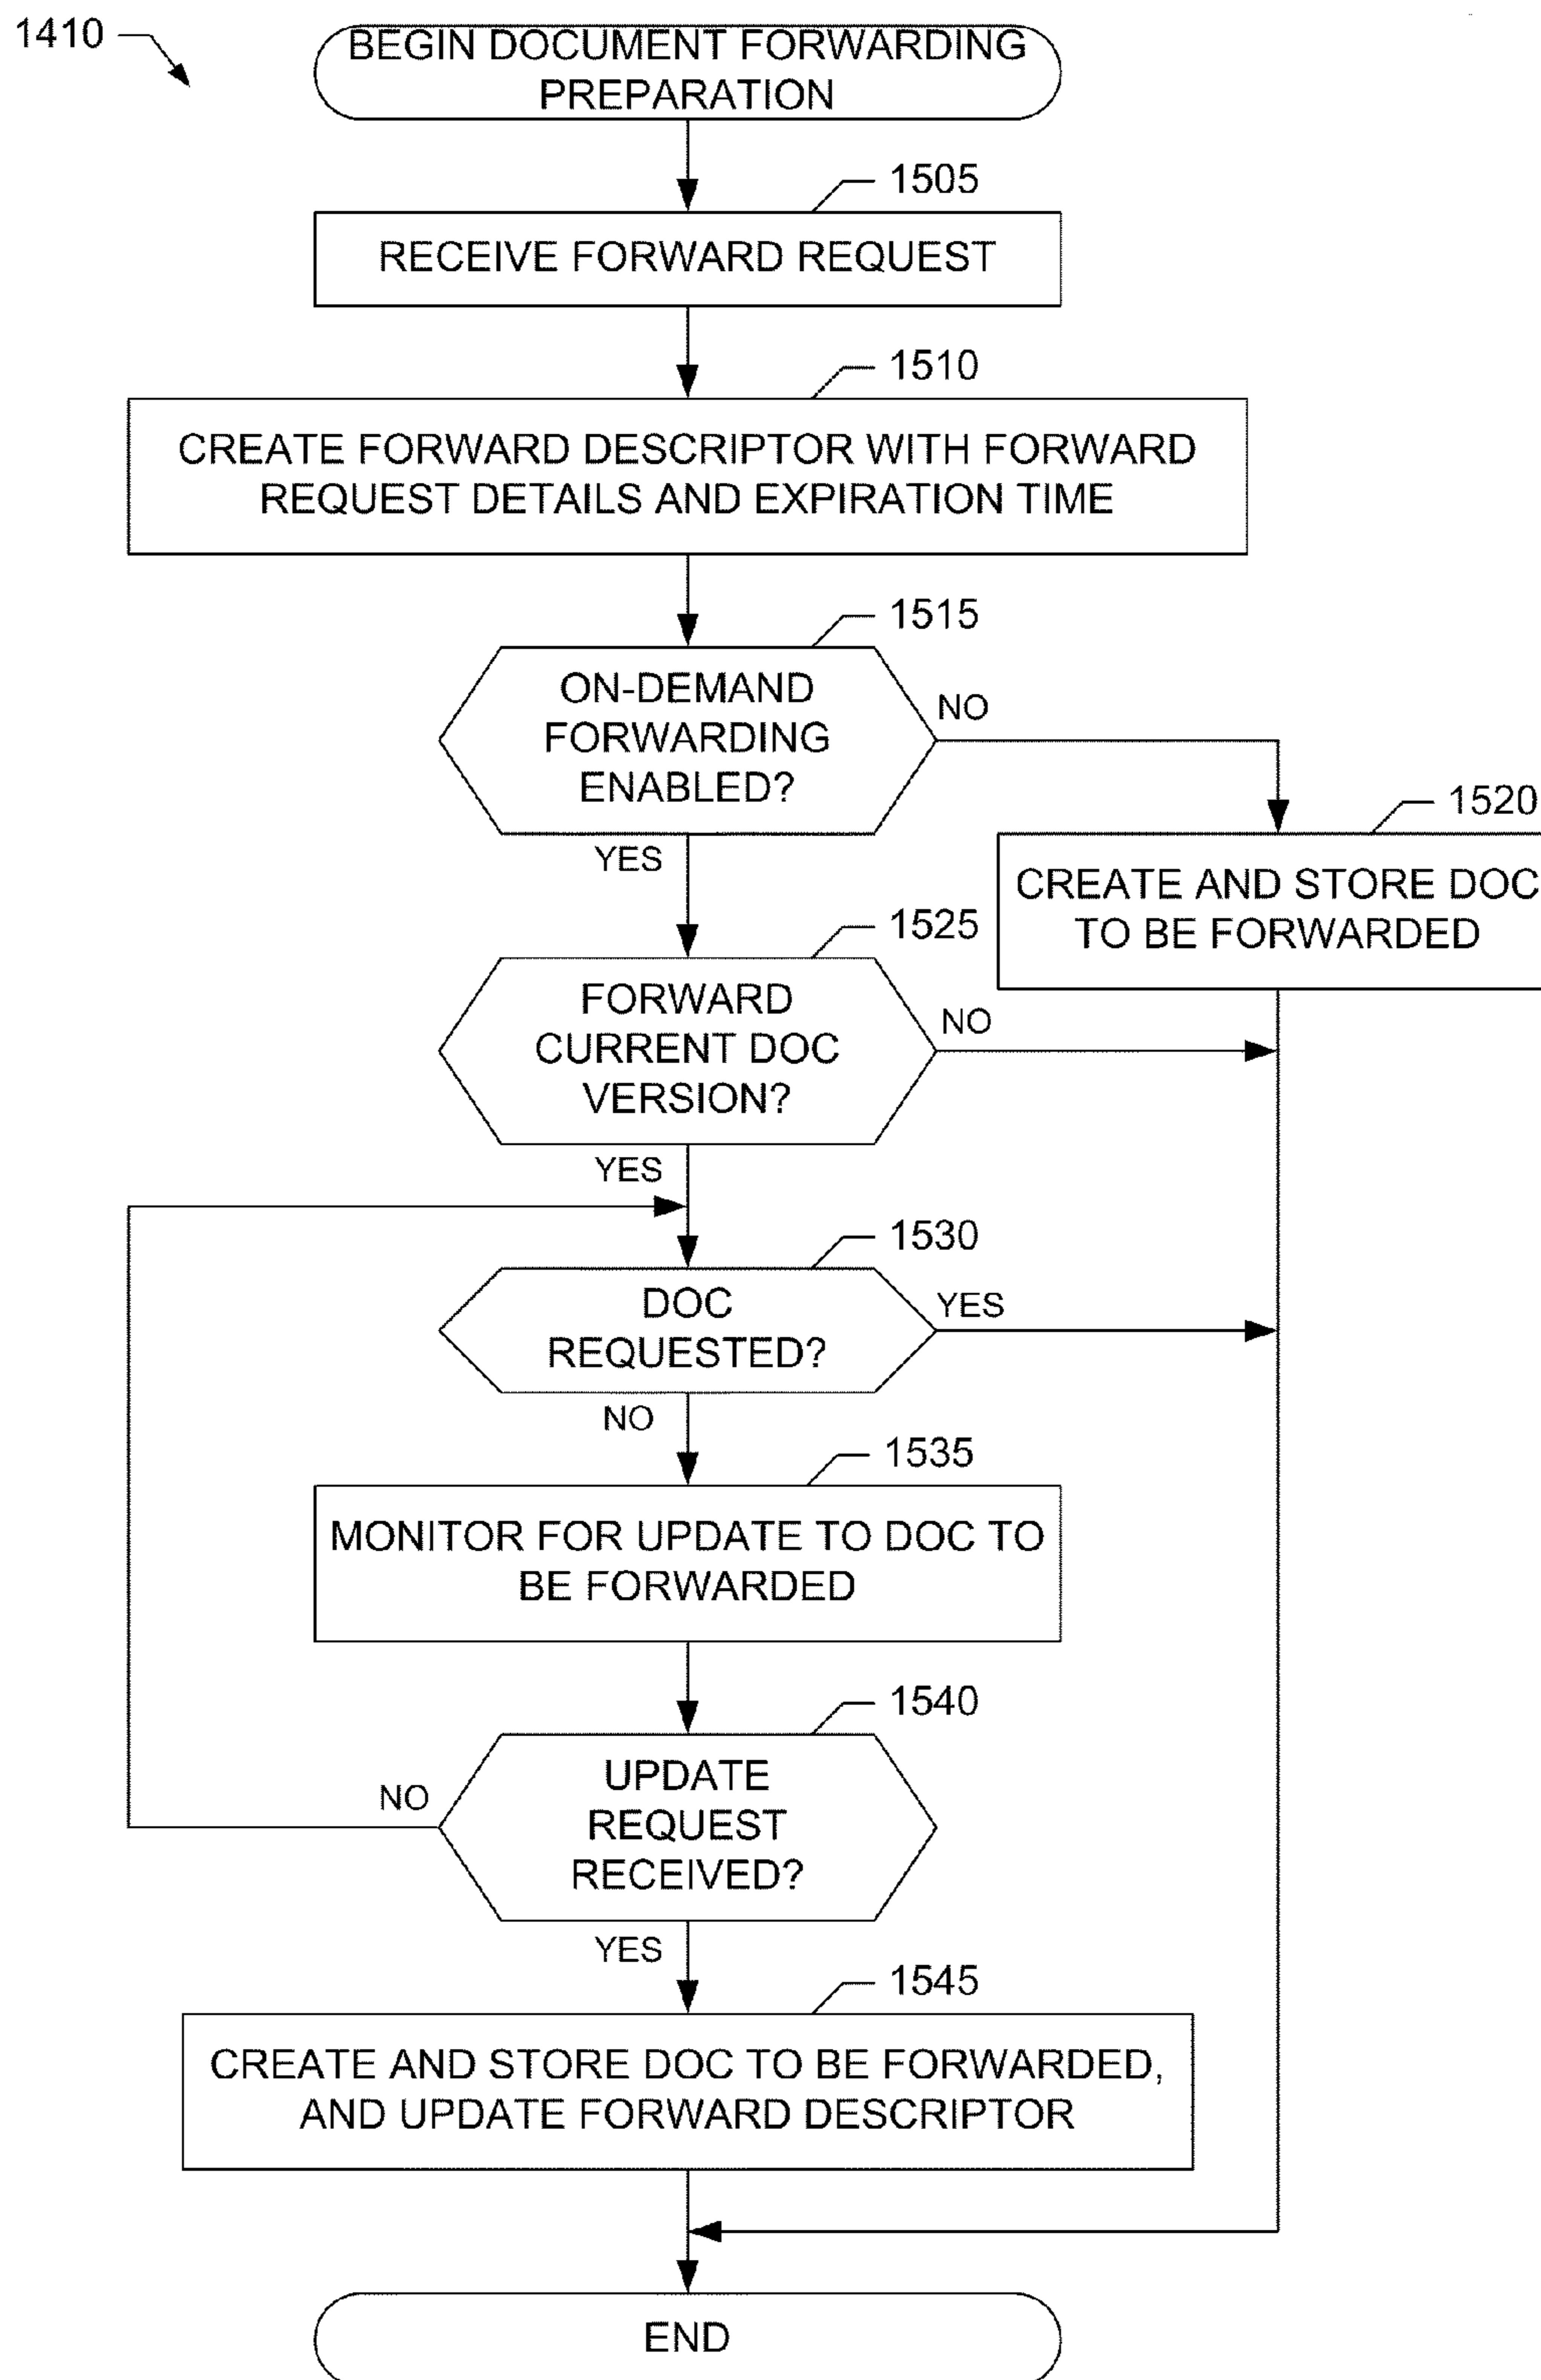 1410
BEGIN DOCUMENT FORWARDING
PREPARATION
1505
RECEIVE FORWARD REQUEST
1510
CREATE FORWARD DESCRIPTOR WITH FORWARD
REQUEST DETAILS AND EXPIRATION TIME
1515
ON-DEMAND
FORWARDING
ENABLED?
NO
YES
1520
CREATE AND STORE DOC
TO BE FORWARDED
1525
FORWARD
CURRENT DOC
VERSION?
NO
YES
1530
DOC
REQUESTED?
YES
NO
1535
MONITOR FOR UPDATE TO DOC TO
BE FORWARDED
1540
UPDATE
REQUEST
RECEIVED?
NO
YES
1545
CREATE AND STORE DOC TO BE FORWARDED,
AND UPDATE FORWARD DESCRIPTOR
END